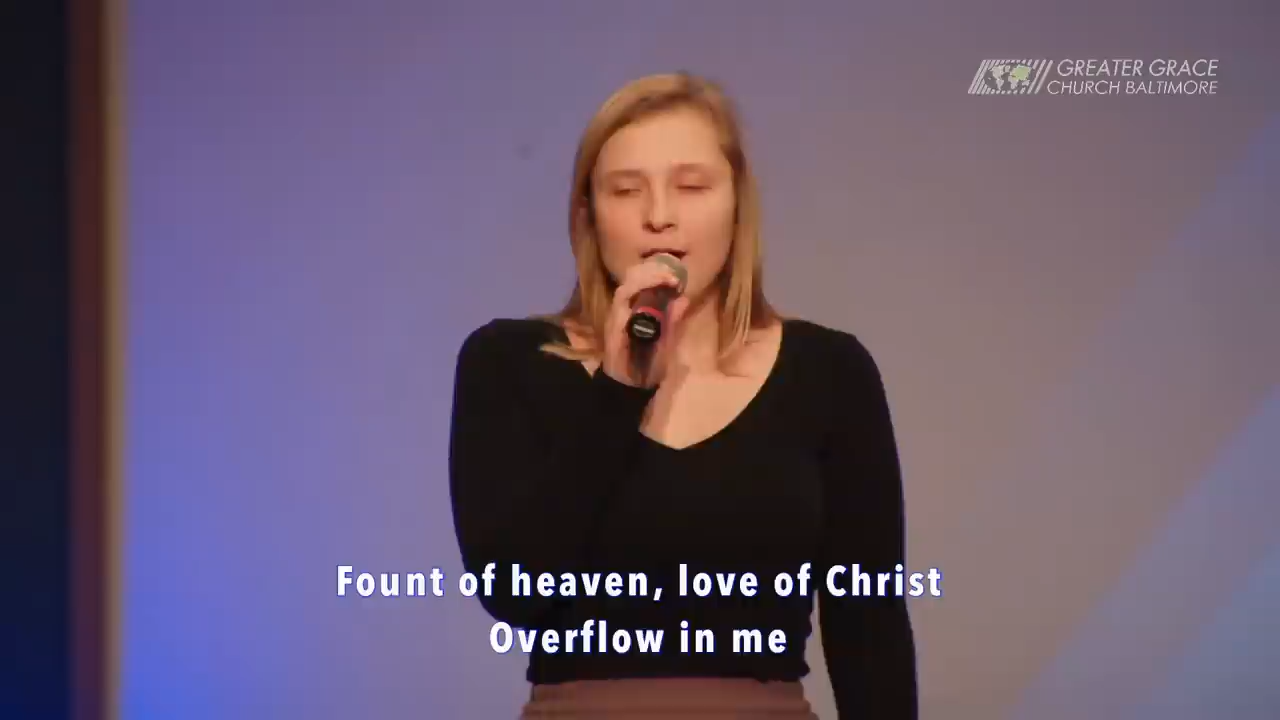 GREATER GRACE
CHURCH BALTIMORE
Fount of heaven, love of Christ
Overflow in me